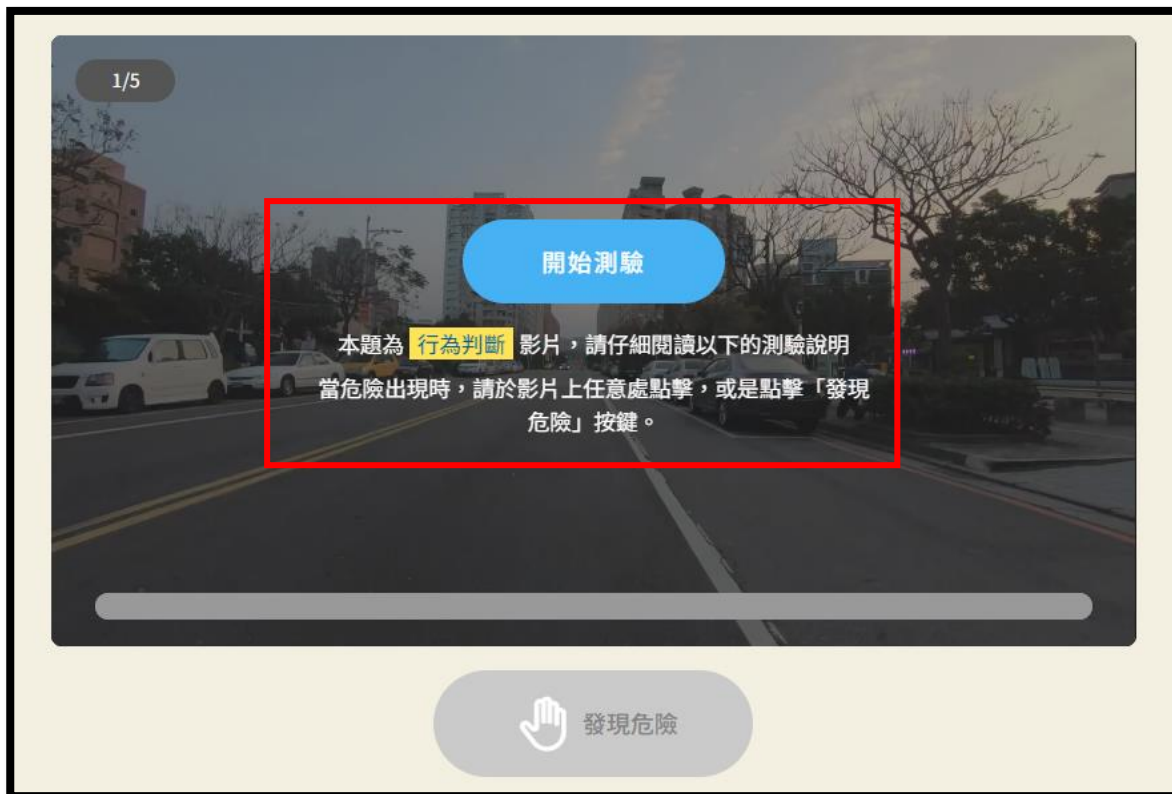 1/5
開始測驗
本題為 行為判斷 影片，請仔細閱讀以下的測驗說明
當危險出現時，請於影片上任意處點擊，或是點擊「發現
危險」按鍵。
發現危險